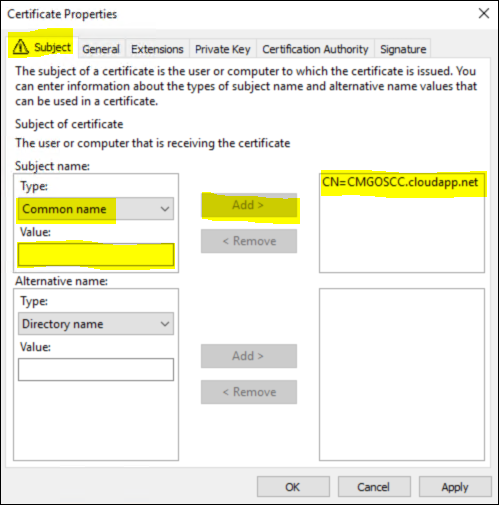 Certificate Properties
Subject General Extensions Private Key Certification Authority Signature
The subject of a certificate is the user or computer to which the certificate is issued. You
can enter information about the types of subject name and alternative name values that
can be used in a certificate.
Subject of certificate
The user or computer that is receiving the certificate
Subject name:
Type:
Common name
Value:
Add >
< Remove
CN=CMGOSCC.cloudapp.net
Alternative name:
Type:
Directory name
Value:
Add >
< Remove
OK Cancel Apply